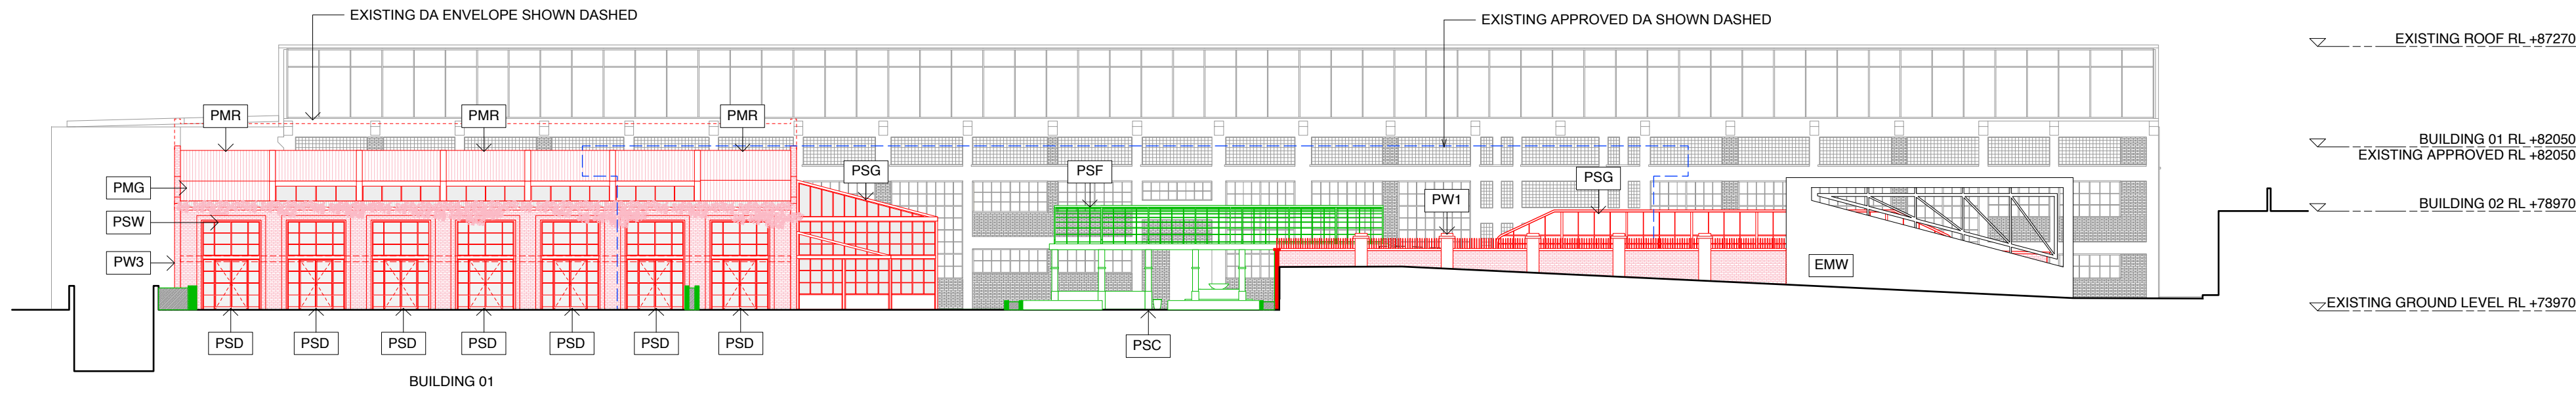 EXISTING DA ENVELOPE SHOWN DASHED
EXISTING APPROVED DA SHOWN DASHED
EXISTING ROOF RL +87270
PMR
PMR
PMR
BUILDING 01 RL +82050
EXISTING APPROVED RL +82050
PSG
PSF
PSG
PMG
PW1
BUILDING 02 RL +78970
PSW
PW3
EMW
EXISTING GROUND LEVEL RL +73970
PSD
PSD
PSD
PSD
PSD
PSD
PSD
PSC
BUILDING 01